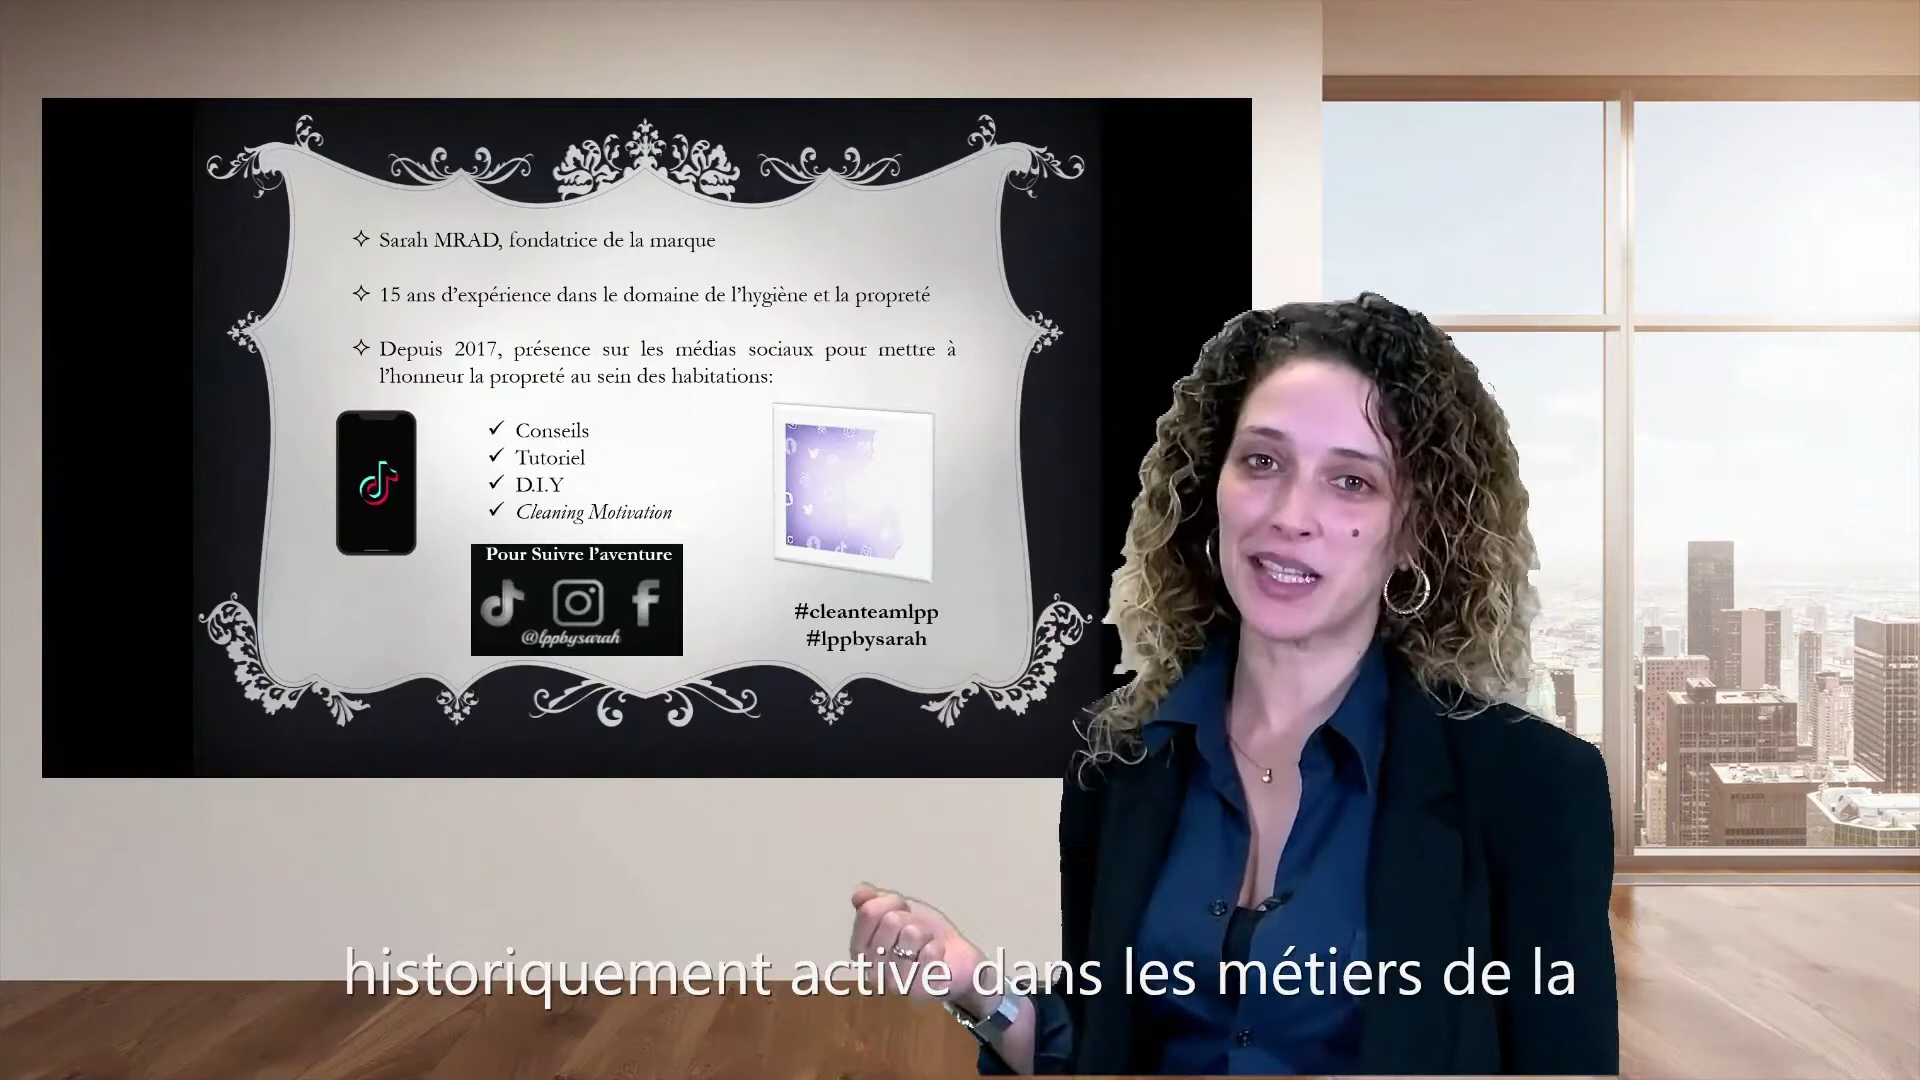 Sarah MRAD, fondatrice de la marque
15 ans d’expérience dans le domaine de l’hygiène et la propreté
Depuis 2017, présence sur les médias sociaux pour mettre à
l’honneur la propreté au sein des habitations:
Conseils
Tutoriel
D.I.Y
Cleaning Motivation
Pour Suivre l’aventure
@lppbysarah
#cleanteamlpp
#lppbysarah
historiquement active dans les métiers de la